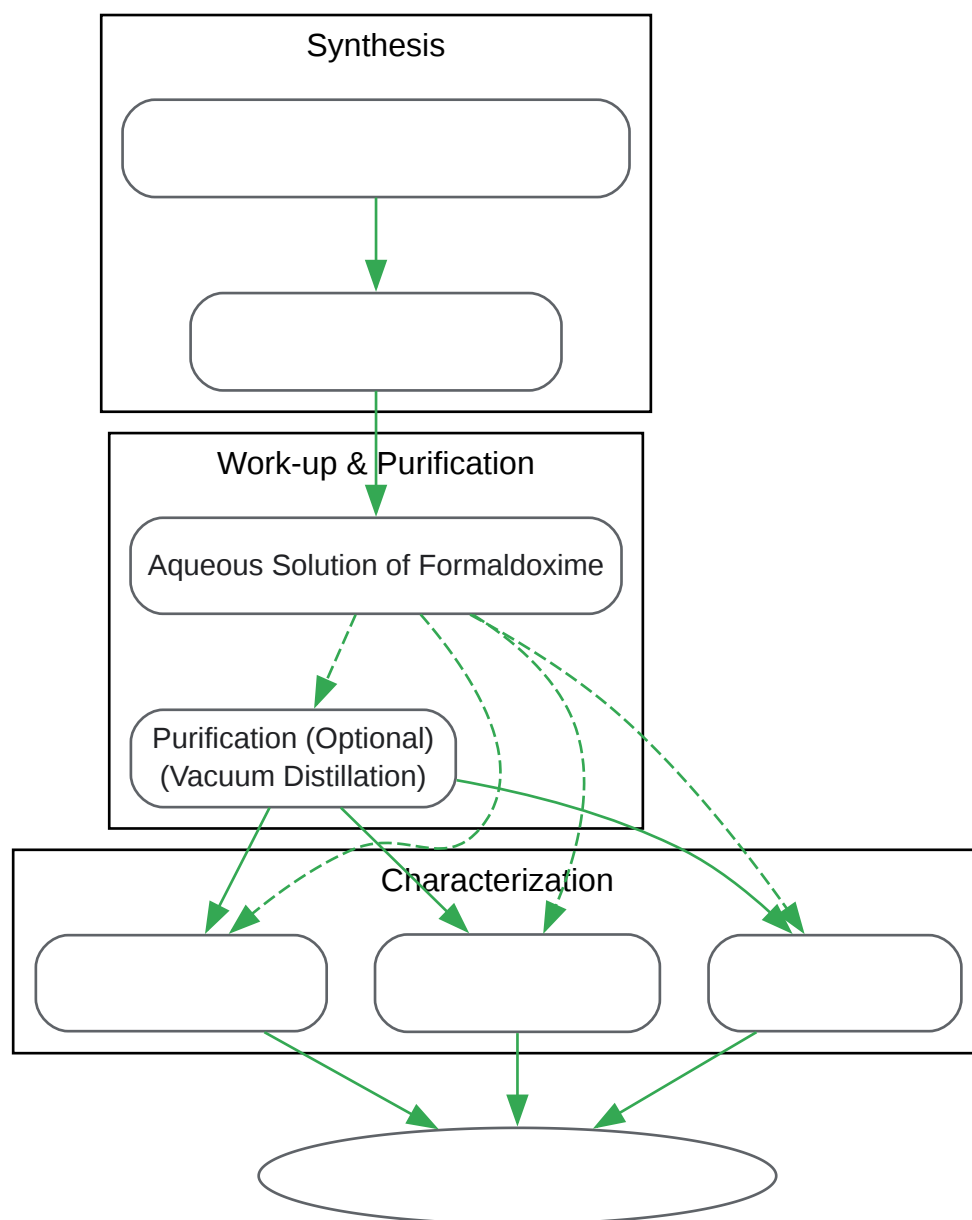 Synthesis
Work-up & Purification
Aqueous Solution of Formaldoxime
Purification (Optional)
(Vacuum Distillation)
Characterization